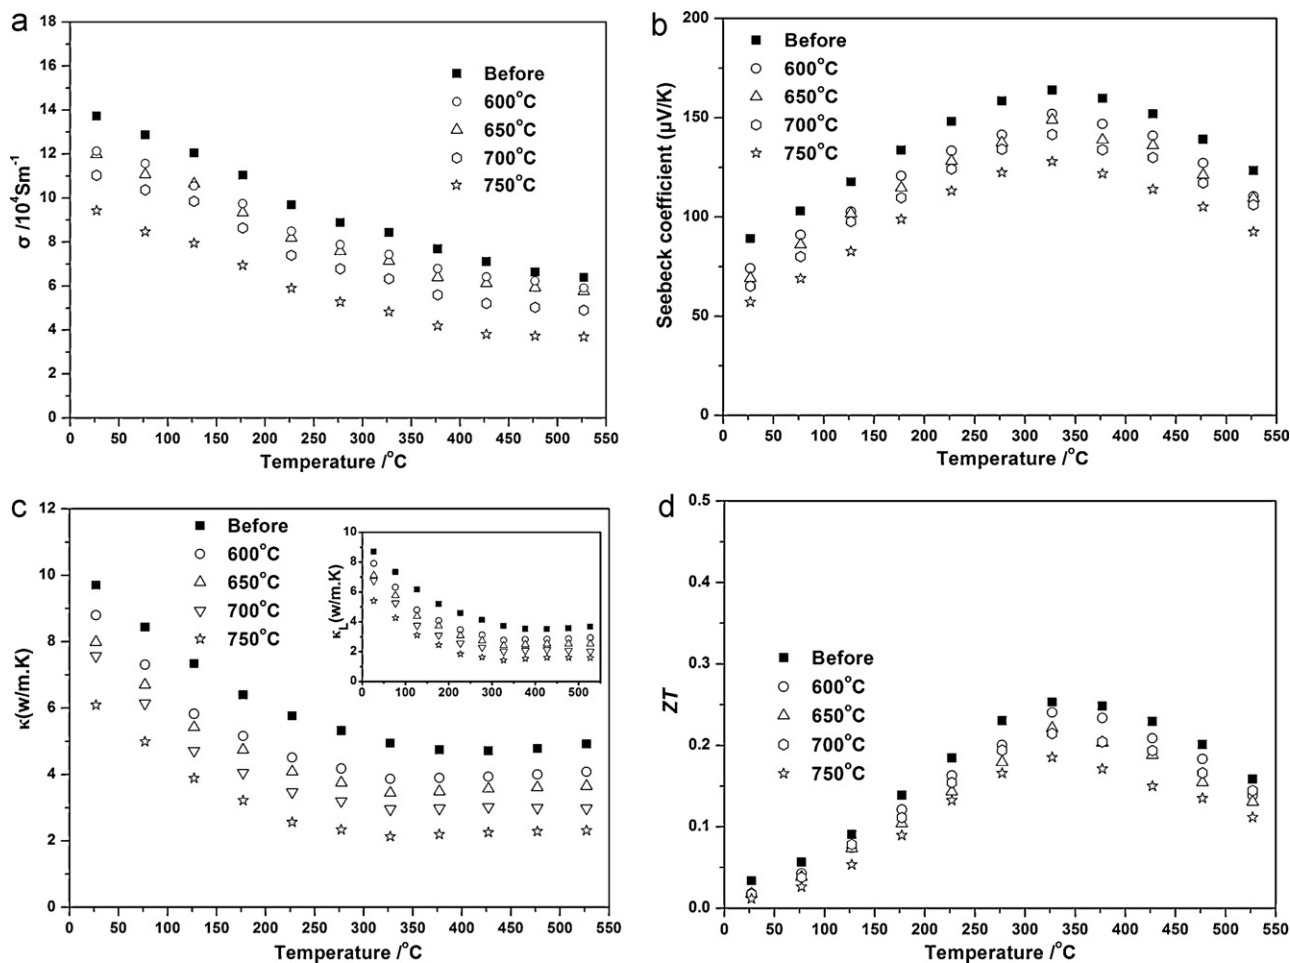 a
18
16
14
12
10
8
6
4
2
0
σ /10⁴Sm⁻¹
Before
600°C
650°C
700°C
750°C
0 50 100 150 200 250 300 350 400 450 500 550
Temperature /°C
b
200
150
100
50
0
Seebeck coefficient (µV/K)
Before
600°C
650°C
700°C
750°C
0 50 100 150 200 250 300 350 400 450 500 550
Temperature /°C
c
12
10
8
6
4
2
0
κ(w/m.K)
Before
600°C
650°C
700°C
750°C
10
8
6
4
2
0
κL(w/m.K)
0 100 200 300 400 500
0 50 100 150 200 250 300 350 400 450 500 550
Temperature /°C
d
0.5
0.4
0.3
0.2
0.1
0.0
ZT
Before
600°C
650°C
700°C
750°C
0 50 100 150 200 250 300 350 400 450 500 550
Temperature /°C